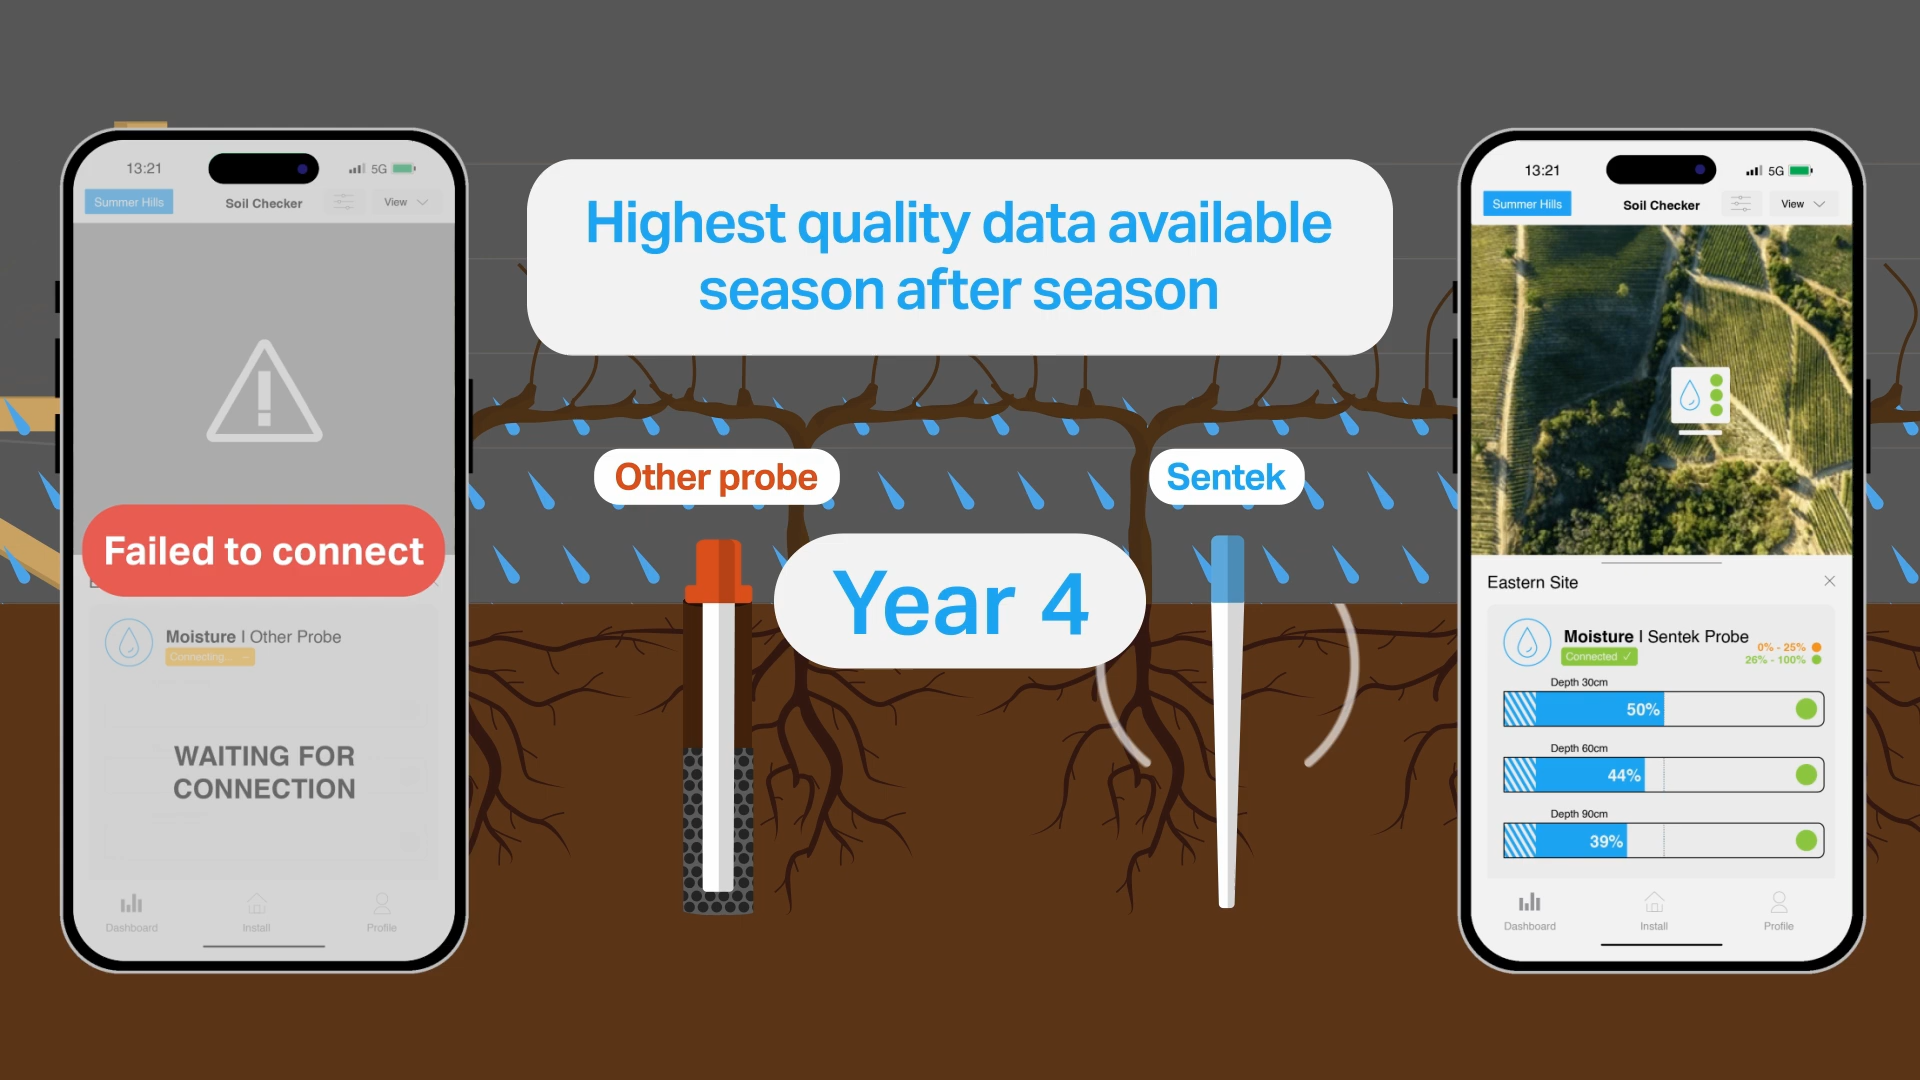 13:21
5G
Summer Hills
Soil Checker
View
Failed to connect
Moisture I Other Probe
Connecting...
WAITING FOR
CONNECTION
Dashboard
Install
Profile
Highest quality data available
season after season
Other probe
Sentek
Year 4
13:21
5G
Summer Hills
Soil Checker
View
Eastern Site
Moisture I Sentek Probe
Connected ✓
0% - 25%
26% - 100%
Depth 30cm
50%
Depth 60cm
44%
Depth 90cm
39%
Dashboard
Install
Profile